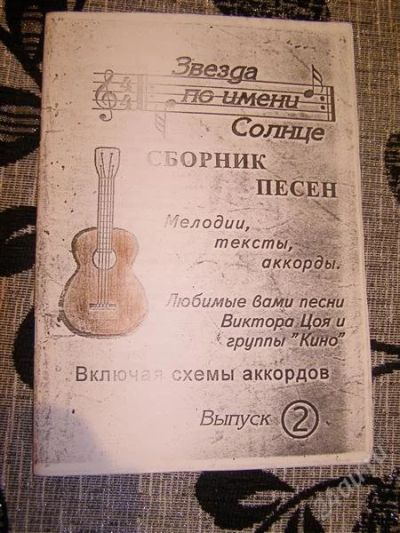 Звезда
по имени
Солнце
СБОРНИК
ПЕСЕН
Мелодии,
тексты,
аккорды.
Любимые вами песни
Виктора Цоя и
группы "Кино"
Включая схемы аккордов
Выпуск 2